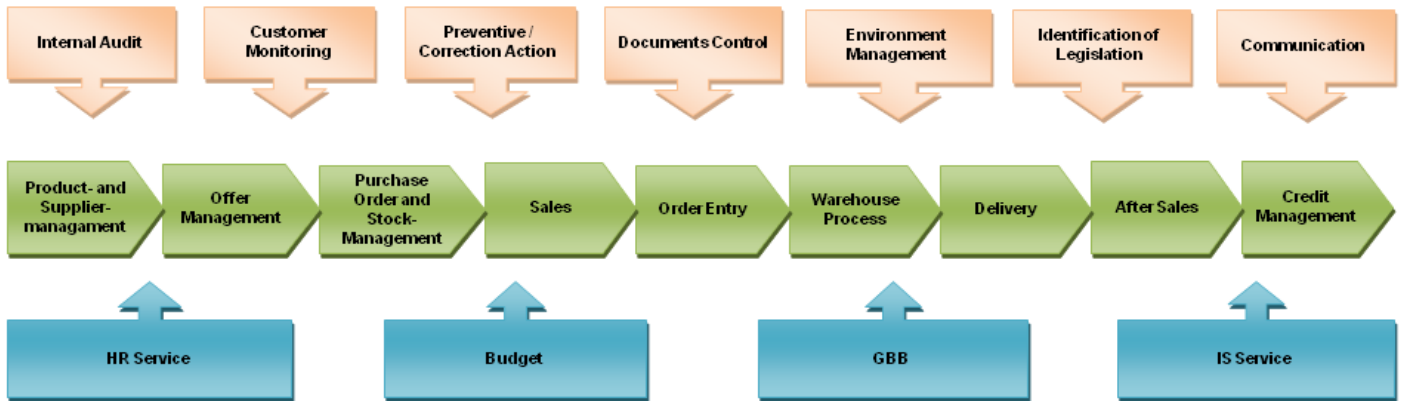 Internal Audit
Customer
Monitoring
Preventive /
Correction Action
Documents Control
Environment
Management
Identification of
Legislation
Communication
Product- and
Supplier-
managament
Offer
Management
Purchase
Order and
Stock-
Management
Sales
Order Entry
Warehouse
Process
Delivery
After Sales
Credit
Management
HR Service
Budget
GBB
IS Service